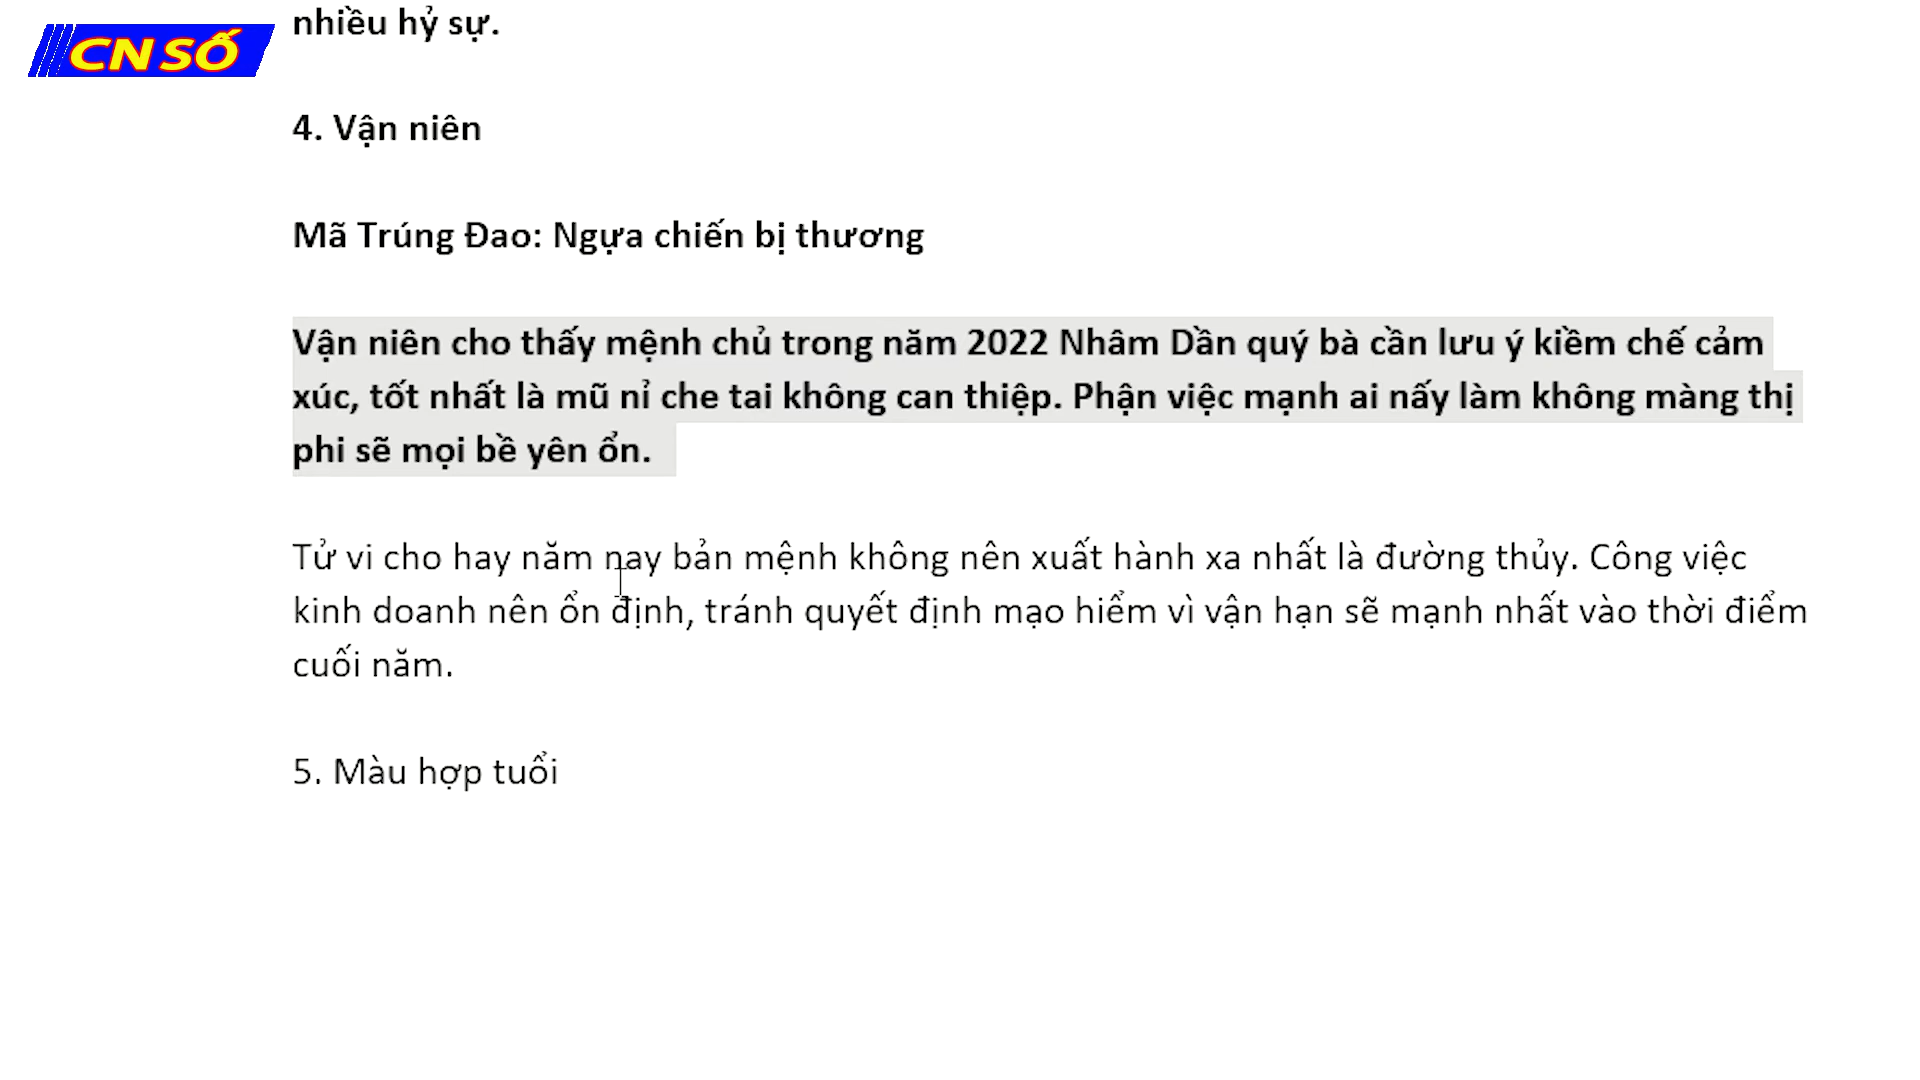 CN SỐ
nhiều hỷ sự.
4. Vận niên
Mã Trúng Đao: Ngựa chiến bị thương
Vận niên cho thấy mệnh chủ trong năm 2022 Nhâm Dần quý bà cần lưu ý kiềm chế cảm
xúc, tốt nhất là mũ nỉ che tai không can thiệp. Phận việc mạnh ai nấy làm không màng thị
phi sẽ mọi bề yên ổn.
Tử vi cho hay năm nay bản mệnh không nên xuất hành xa nhất là đường thủy. Công việc
kinh doanh nên ổn định, tránh quyết định mạo hiểm vì vận hạn sẽ mạnh nhất vào thời điểm
cuối năm.
5. Màu hợp tuổi